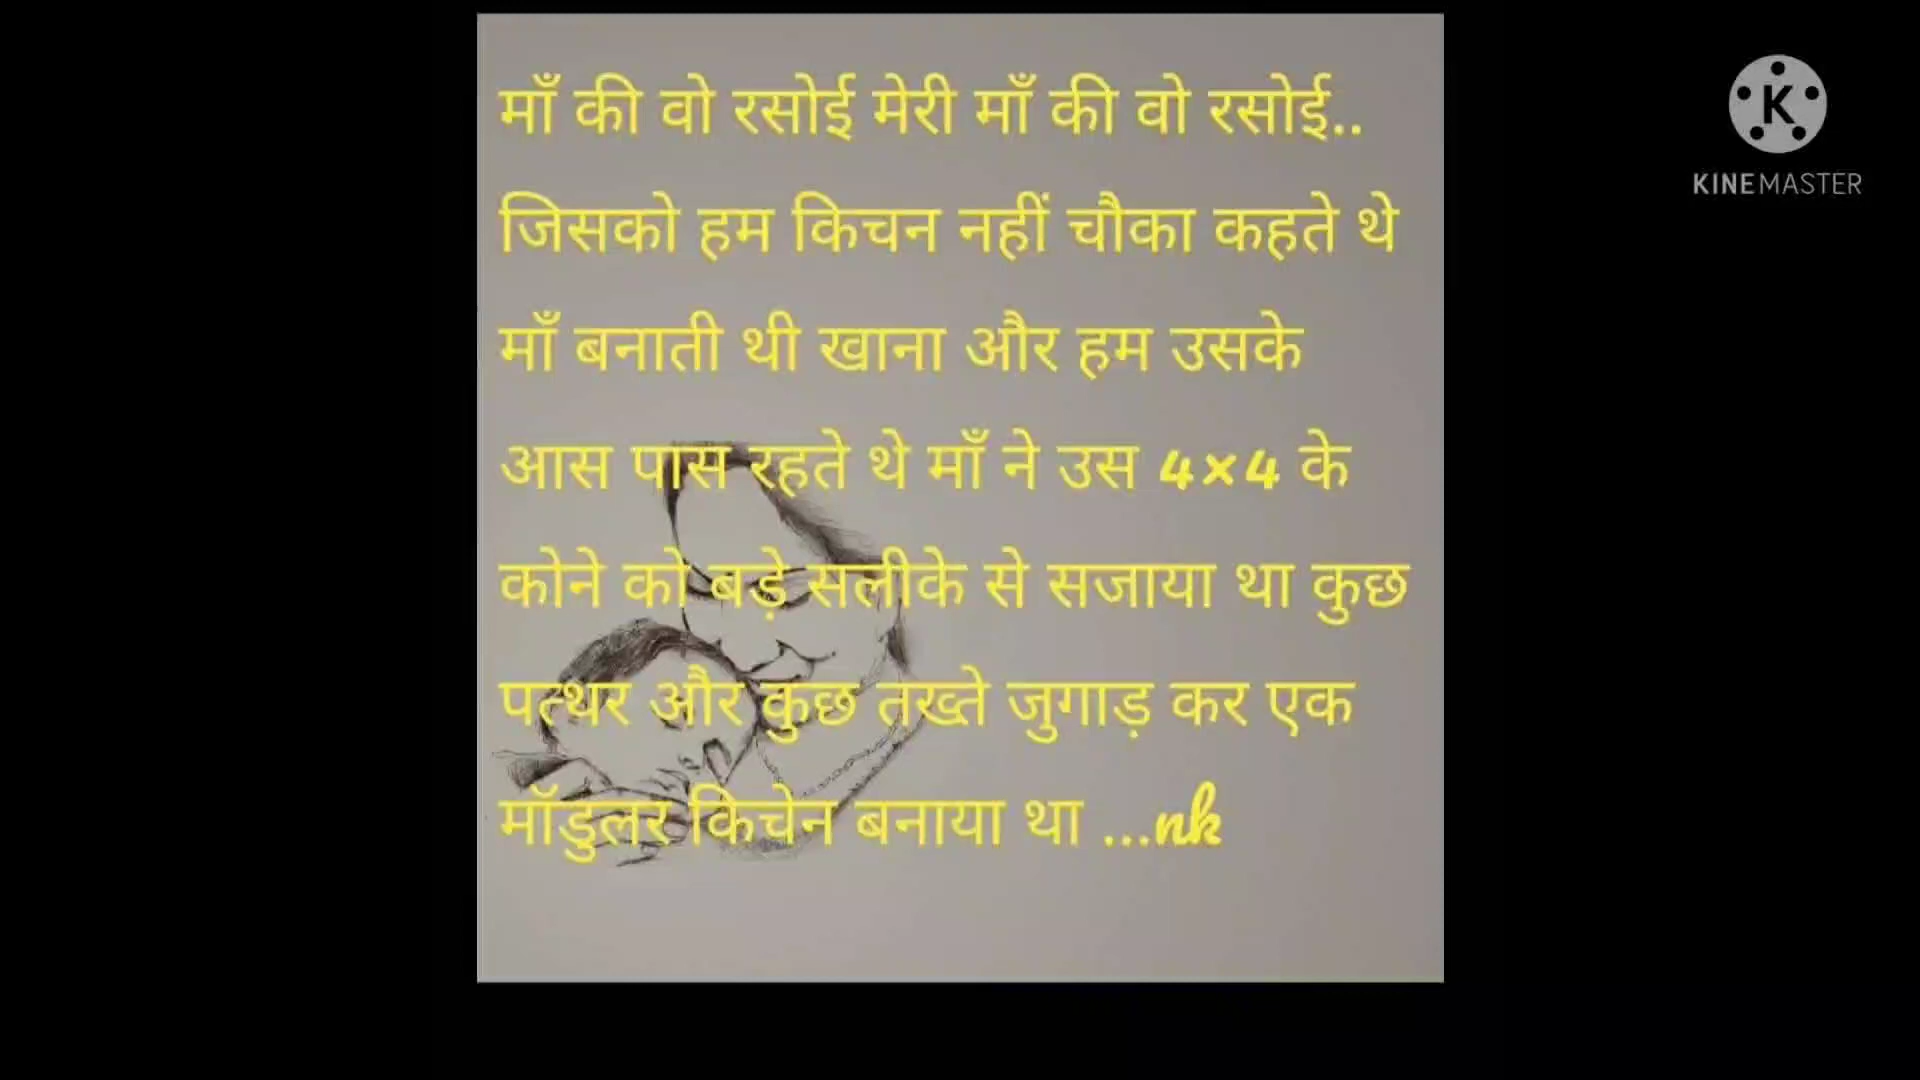 माँ की वो रसोई मेरी माँ की वो रसोई..
जिसको हम किचन नहीं चौका कहते थे
माँ बनाती थी खाना और हम उसके
आस पास रहते थे माँ ने उस 4×4 के
कोने को बड़े सलीके से सजाया था कुछ
पत्थर और कुछ तख्ते जुगाड़ कर एक
मॉडुलर किचेन बनाया था ...nk
K
KINEMASTER